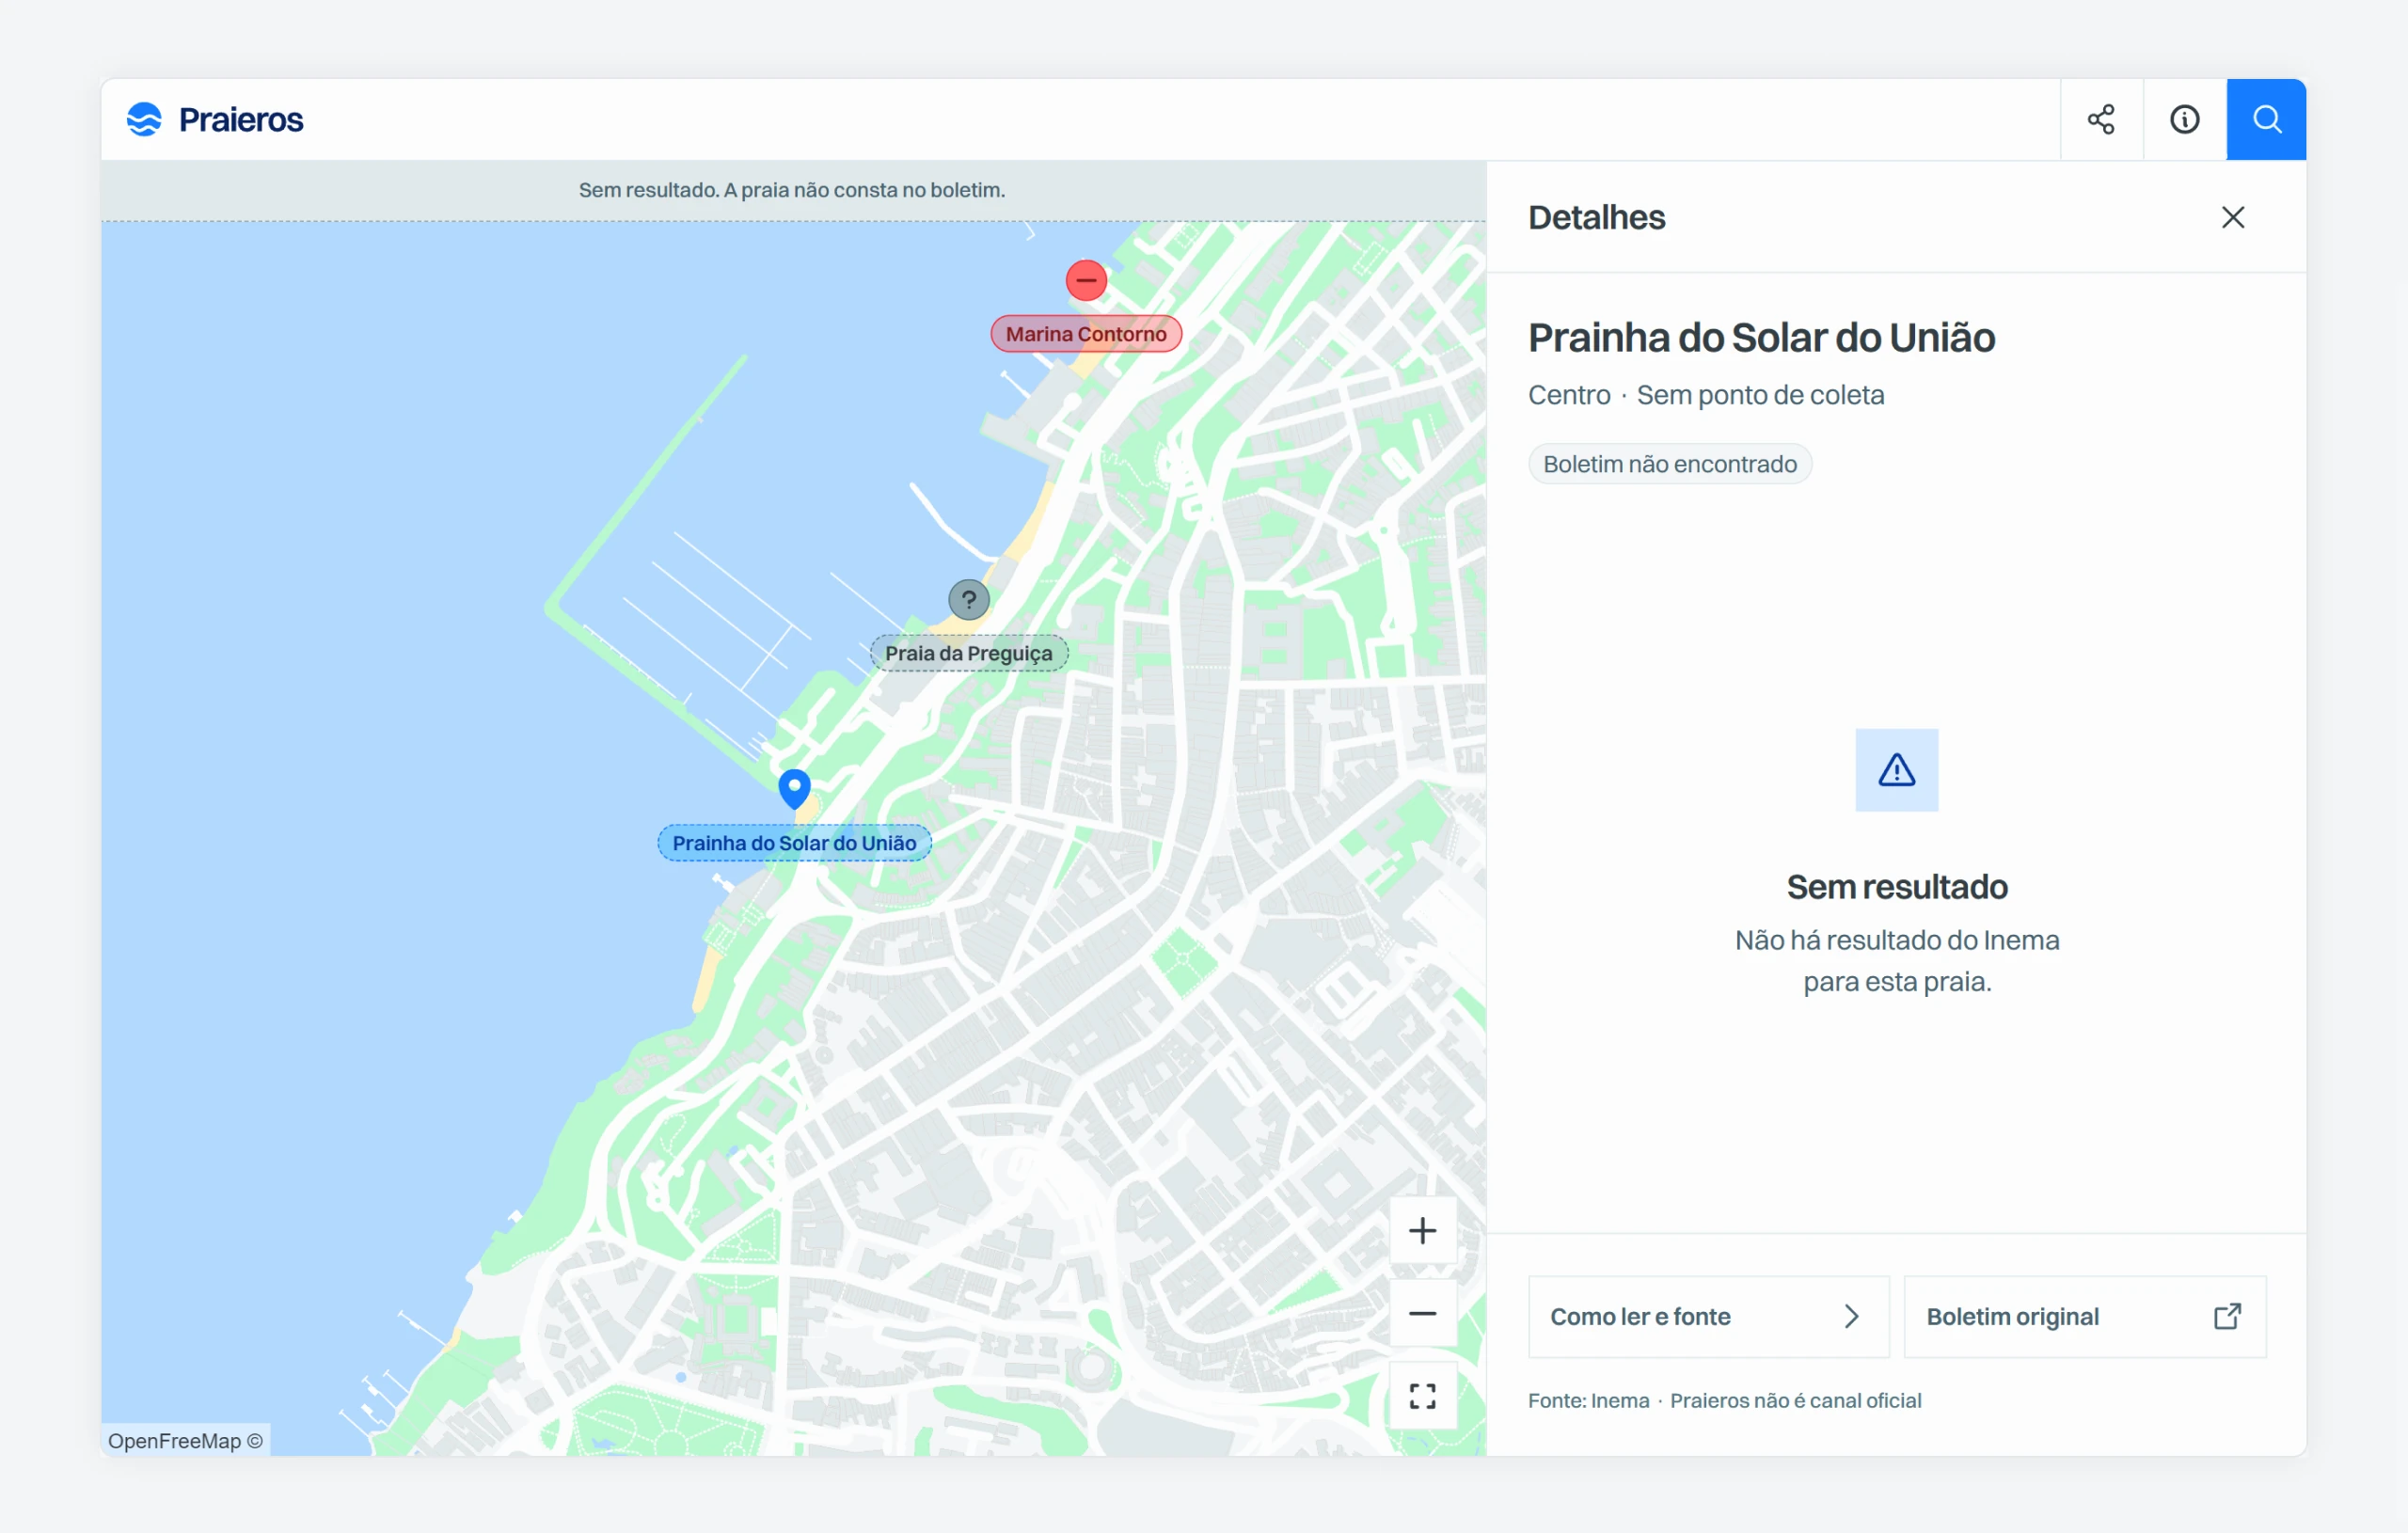 Praieros
Sem resultado. A praia não consta no boletim.
Marina Contorno
?
Praia da Preguiça
Prainha do Solar do União
OpenFreeMap ©
Detalhes
Prainha do Solar do União
Centro · Sem ponto de coleta
Boletim não encontrado
Sem resultado
Não há resultado do Inema
para esta praia.
Como ler e fonte
Boletim original
Fonte: Inema · Praieros não é canal oficial